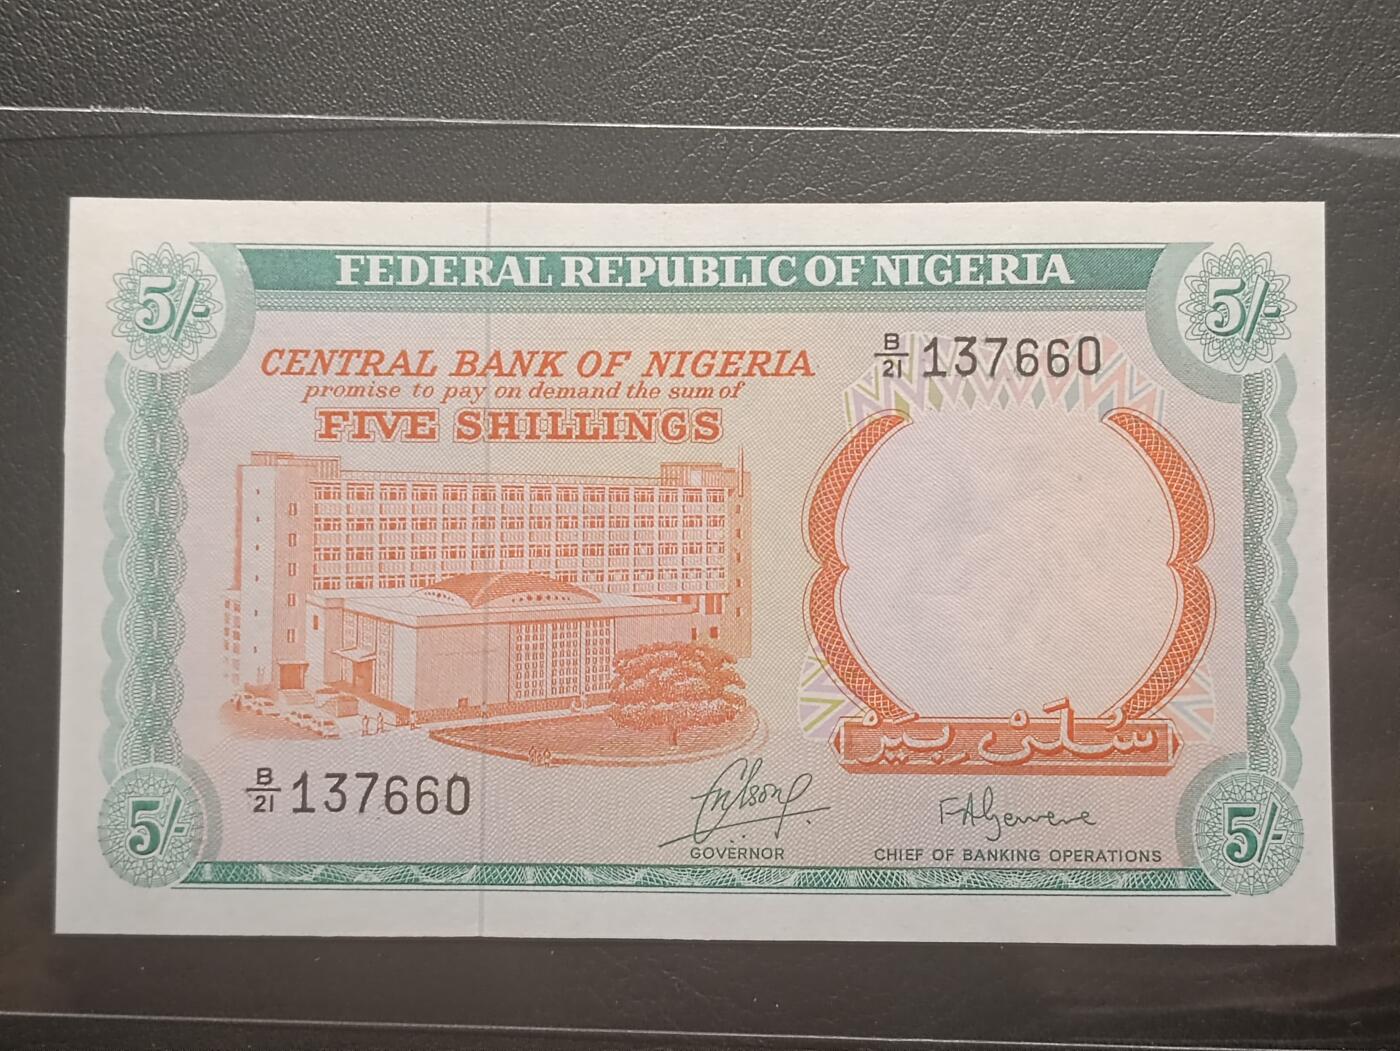 FEDERAL REPUBLIC OF NIGERIA
5/-
5/-
CENTRAL BANK OF NIGERIA
promise to pay on demand the sum of
FIVE SHILLINGS
B/21 137660
سُلَنْ بِيَرْ
B/21 137660
GOVERNOR
CHIEF OF BANKING OPERATIONS
5/-
5/-